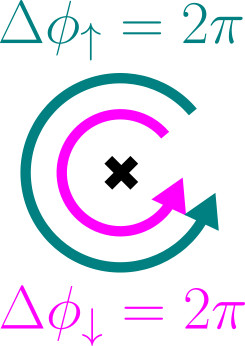 Δϕ↑ = 2π
Δϕ↓ = 2π